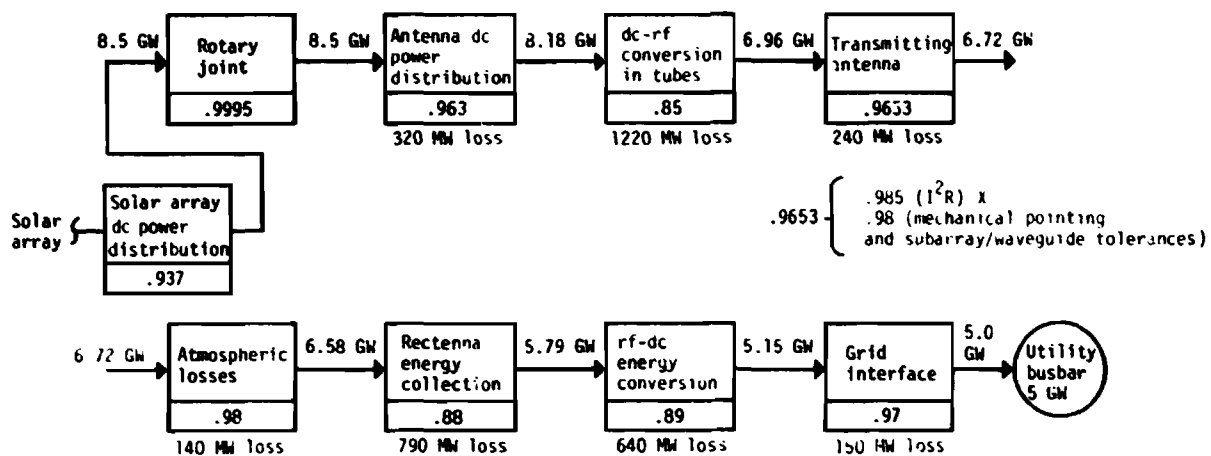 8.5 GW
Rotary
joint
.9995
8.5 GW
Antenna dc
power
distribution
.963
320 MW loss
8.18 GW
dc-rf
conversion
in tubes
.85
1220 MW loss
6.96 GW
Transmitting
antenna
.9653
240 MW loss
6.72 GW
Solar
array
Solar array
dc power
distribution
.937
.9653
.985 (I²R) X
.98 (mechanical pointing
and subarray/waveguide tolerances)
6.72 GW
Atmospheric
losses
.98
140 MW loss
6.58 GW
Rectenna
energy
collection
.88
790 MW loss
5.79 GW
rf-dc
energy
conversion
.89
640 MW loss
5.15 GW
Grid
interface
.97
150 MW loss
5.0
GW
Utility
busbar
5 GW